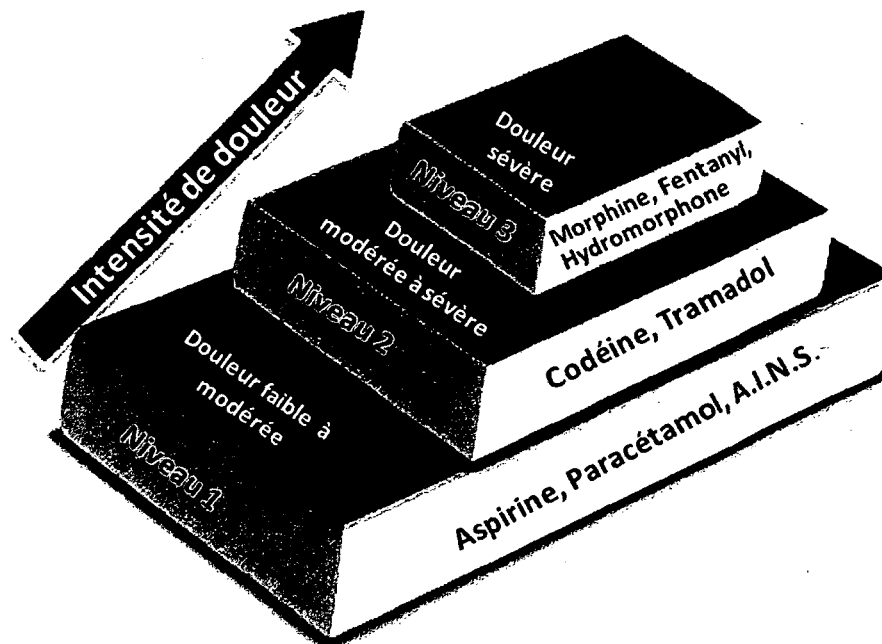 Intensité de douleur
Douleur
sévère
Niveau 3
Morphine, Fentanyl,
Hydromorphone
Douleur
modérée à sévère
Niveau 2
Codéine, Tramadol
Douleur faible à
modérée
Niveau 1
Aspirine, Paracétamol, A.I.N.S.